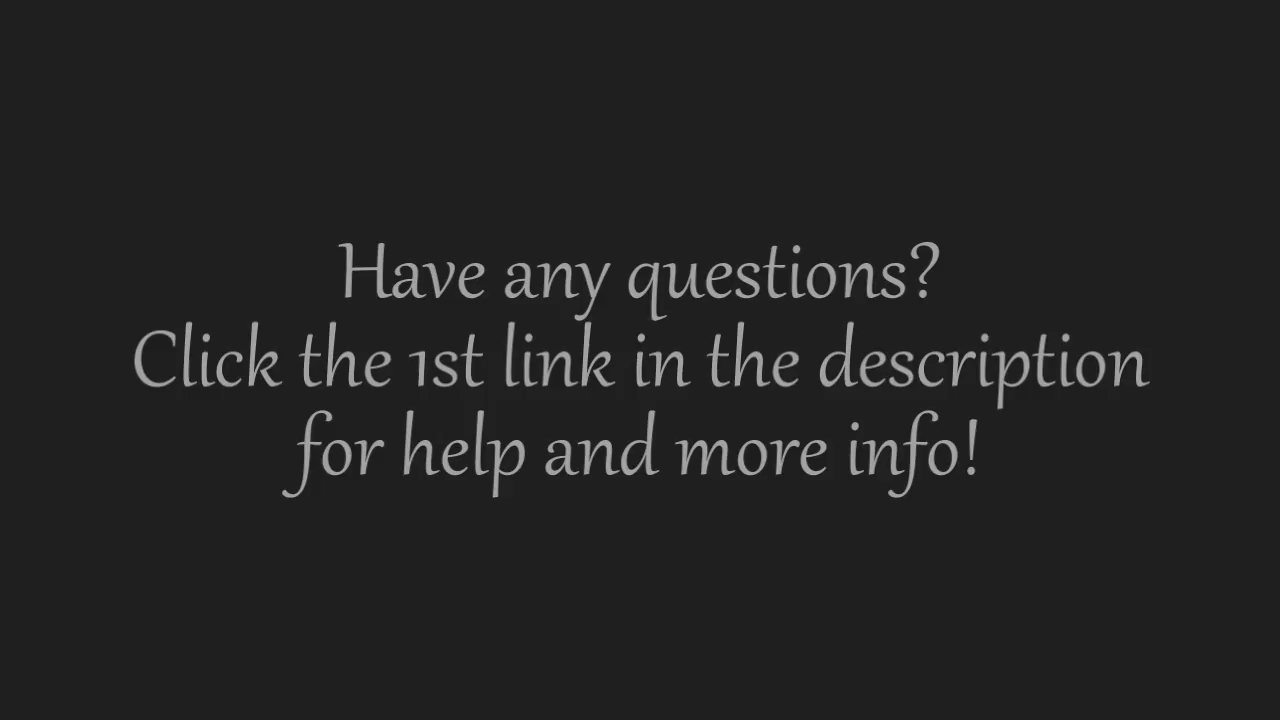 Have any questions?
Click the 1st link in the description
for help and more info!